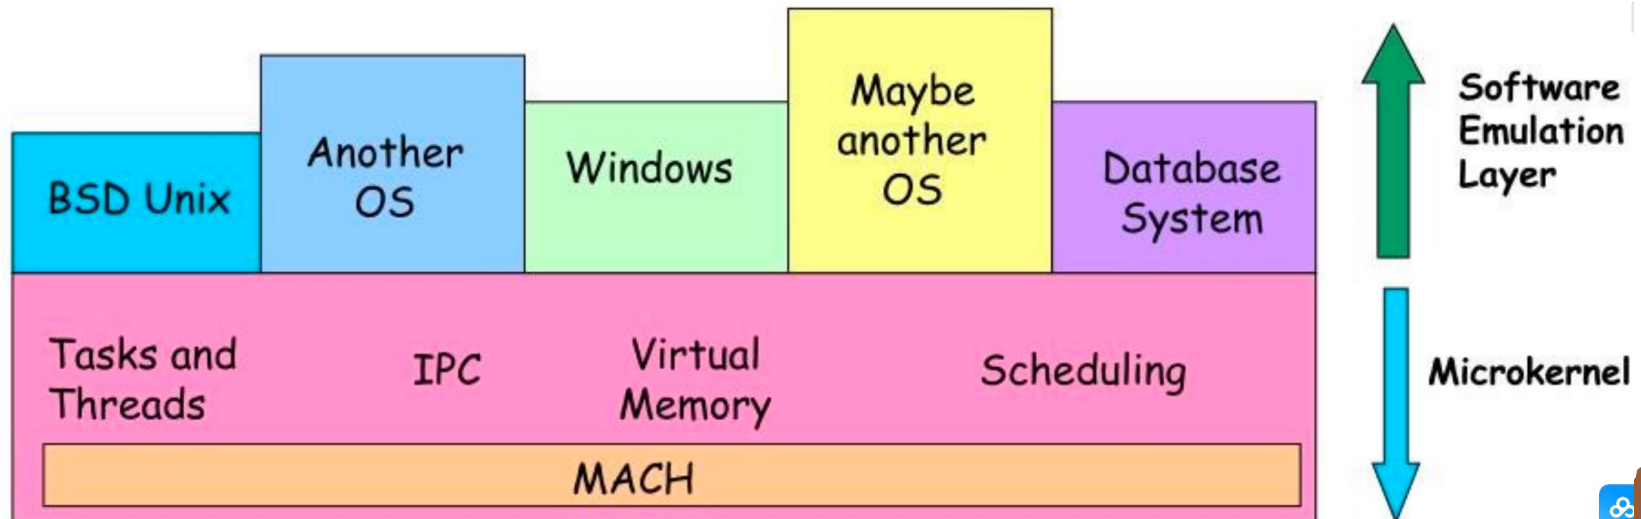 BSD Unix
Another
OS
Windows
Maybe
another
OS
Database
System
Software
Emulation
Layer
Tasks and
Threads
IPC
Virtual
Memory
Scheduling
Microkernel
MACH